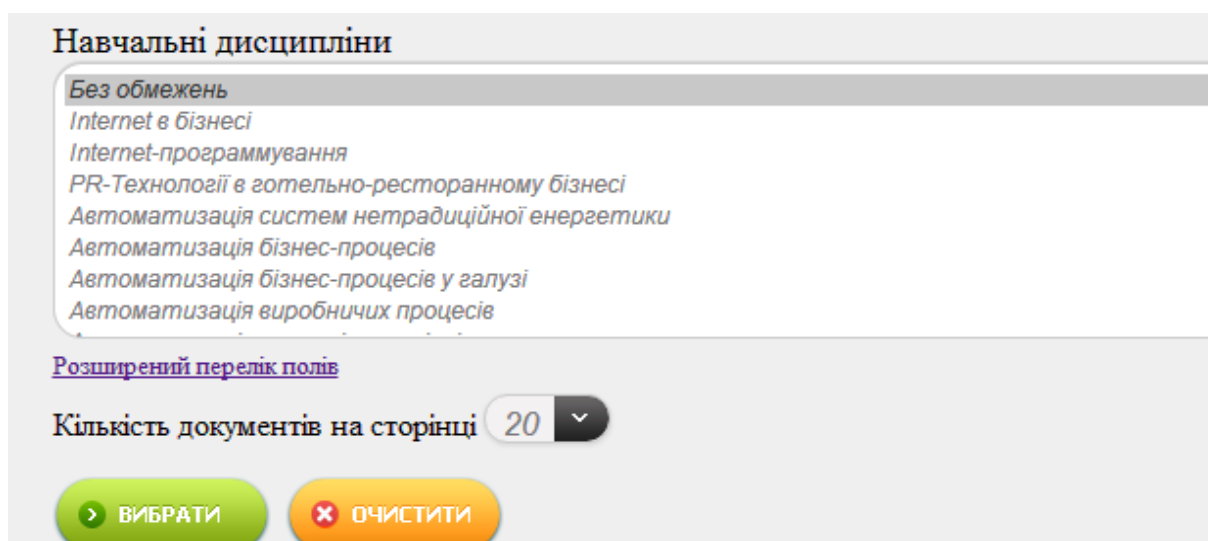 Навчальні дисципліни
Без обмежень
Internet в бізнесі
Internet-программування
PR-Технології в готельно-ресторанному бізнесі
Автоматизація систем нетрадиційної енергетики
Автоматизація бізнес-процесів
Автоматизація бізнес-процесів у галузі
Автоматизація виробничих процесів
Розширений перелік полів
Кількість документів на сторінці 20
ВИБРАТИ ОЧИСТИТИ